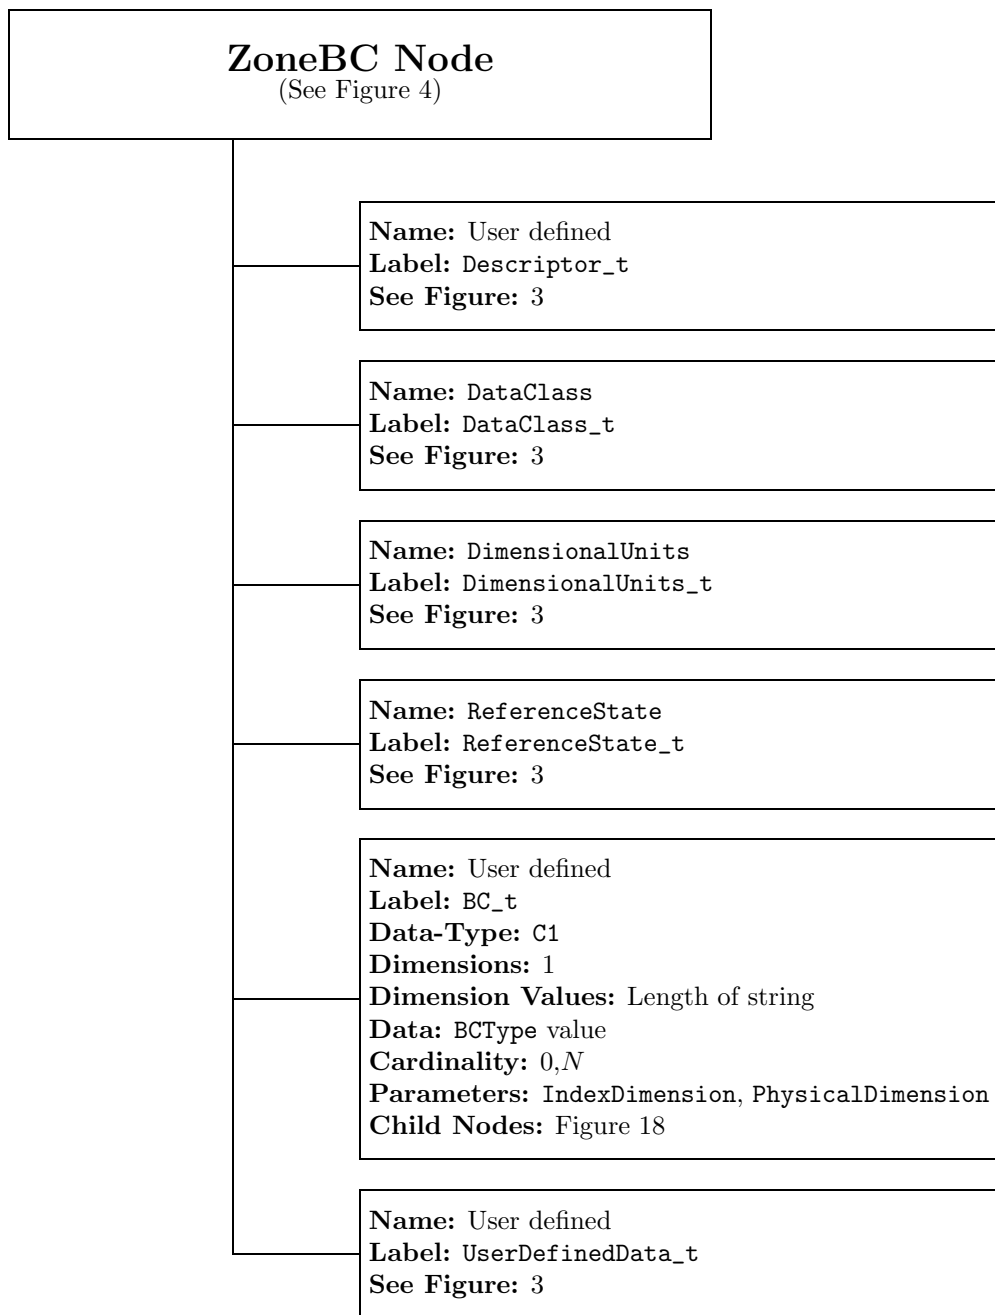 ZoneBC Node
(See Figure 4)
Name: User defined
Label: Descriptor_t
See Figure: 3
Name: DataClass
Label: DataClass_t
See Figure: 3
Name: DimensionalUnits
Label: DimensionalUnits_t
See Figure: 3
Name: ReferenceState
Label: ReferenceState_t
See Figure: 3
Name: User defined
Label: BC_t
Data-Type: C1
Dimensions: 1
Dimension Values: Length of string
Data: BCType value
Cardinality: 0,N
Parameters: IndexDimension, PhysicalDimension
Child Nodes: Figure 18
Name: User defined
Label: UserDefinedData_t
See Figure: 3